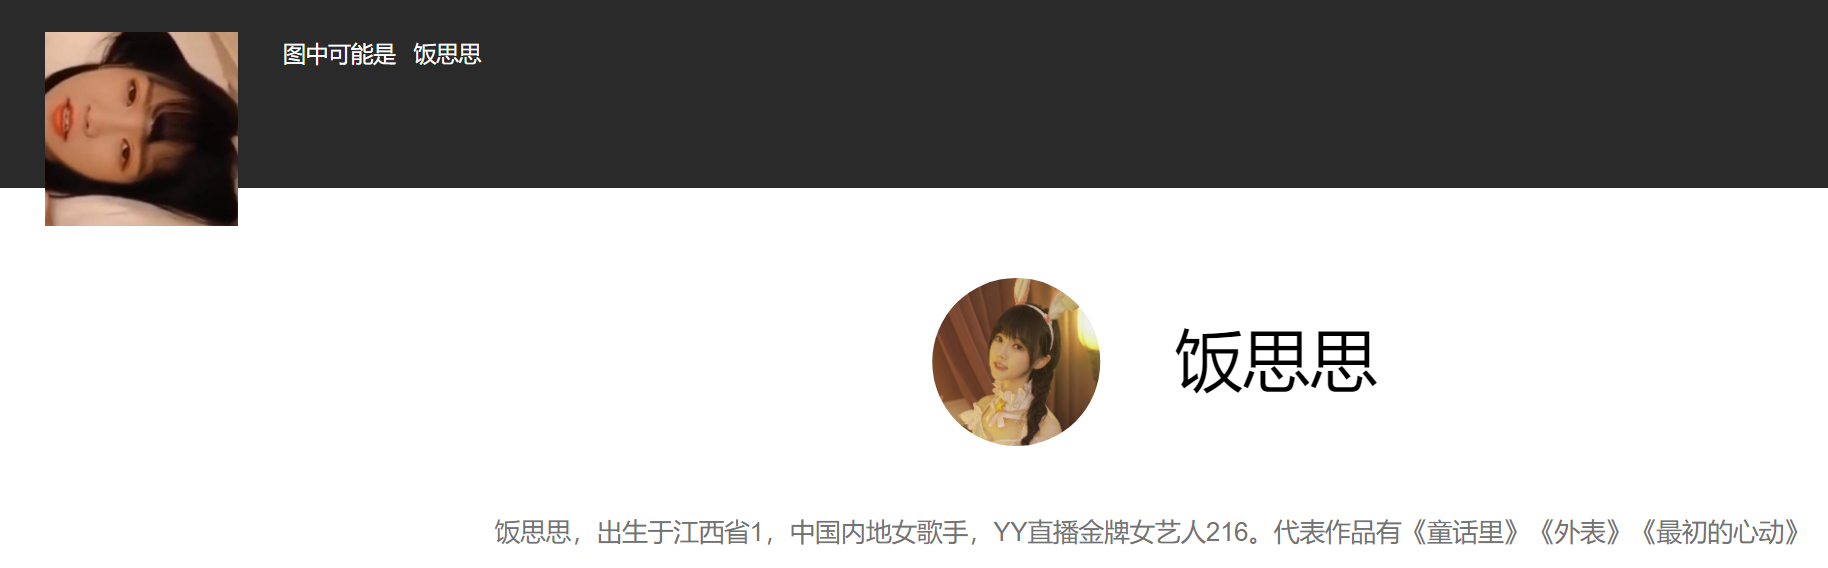 图中可能是 饭思思
饭思思
饭思思，出生于江西省1，中国内地女歌手，YY直播金牌女艺人216。代表作品有《童话里》《外表》《最初的心动》